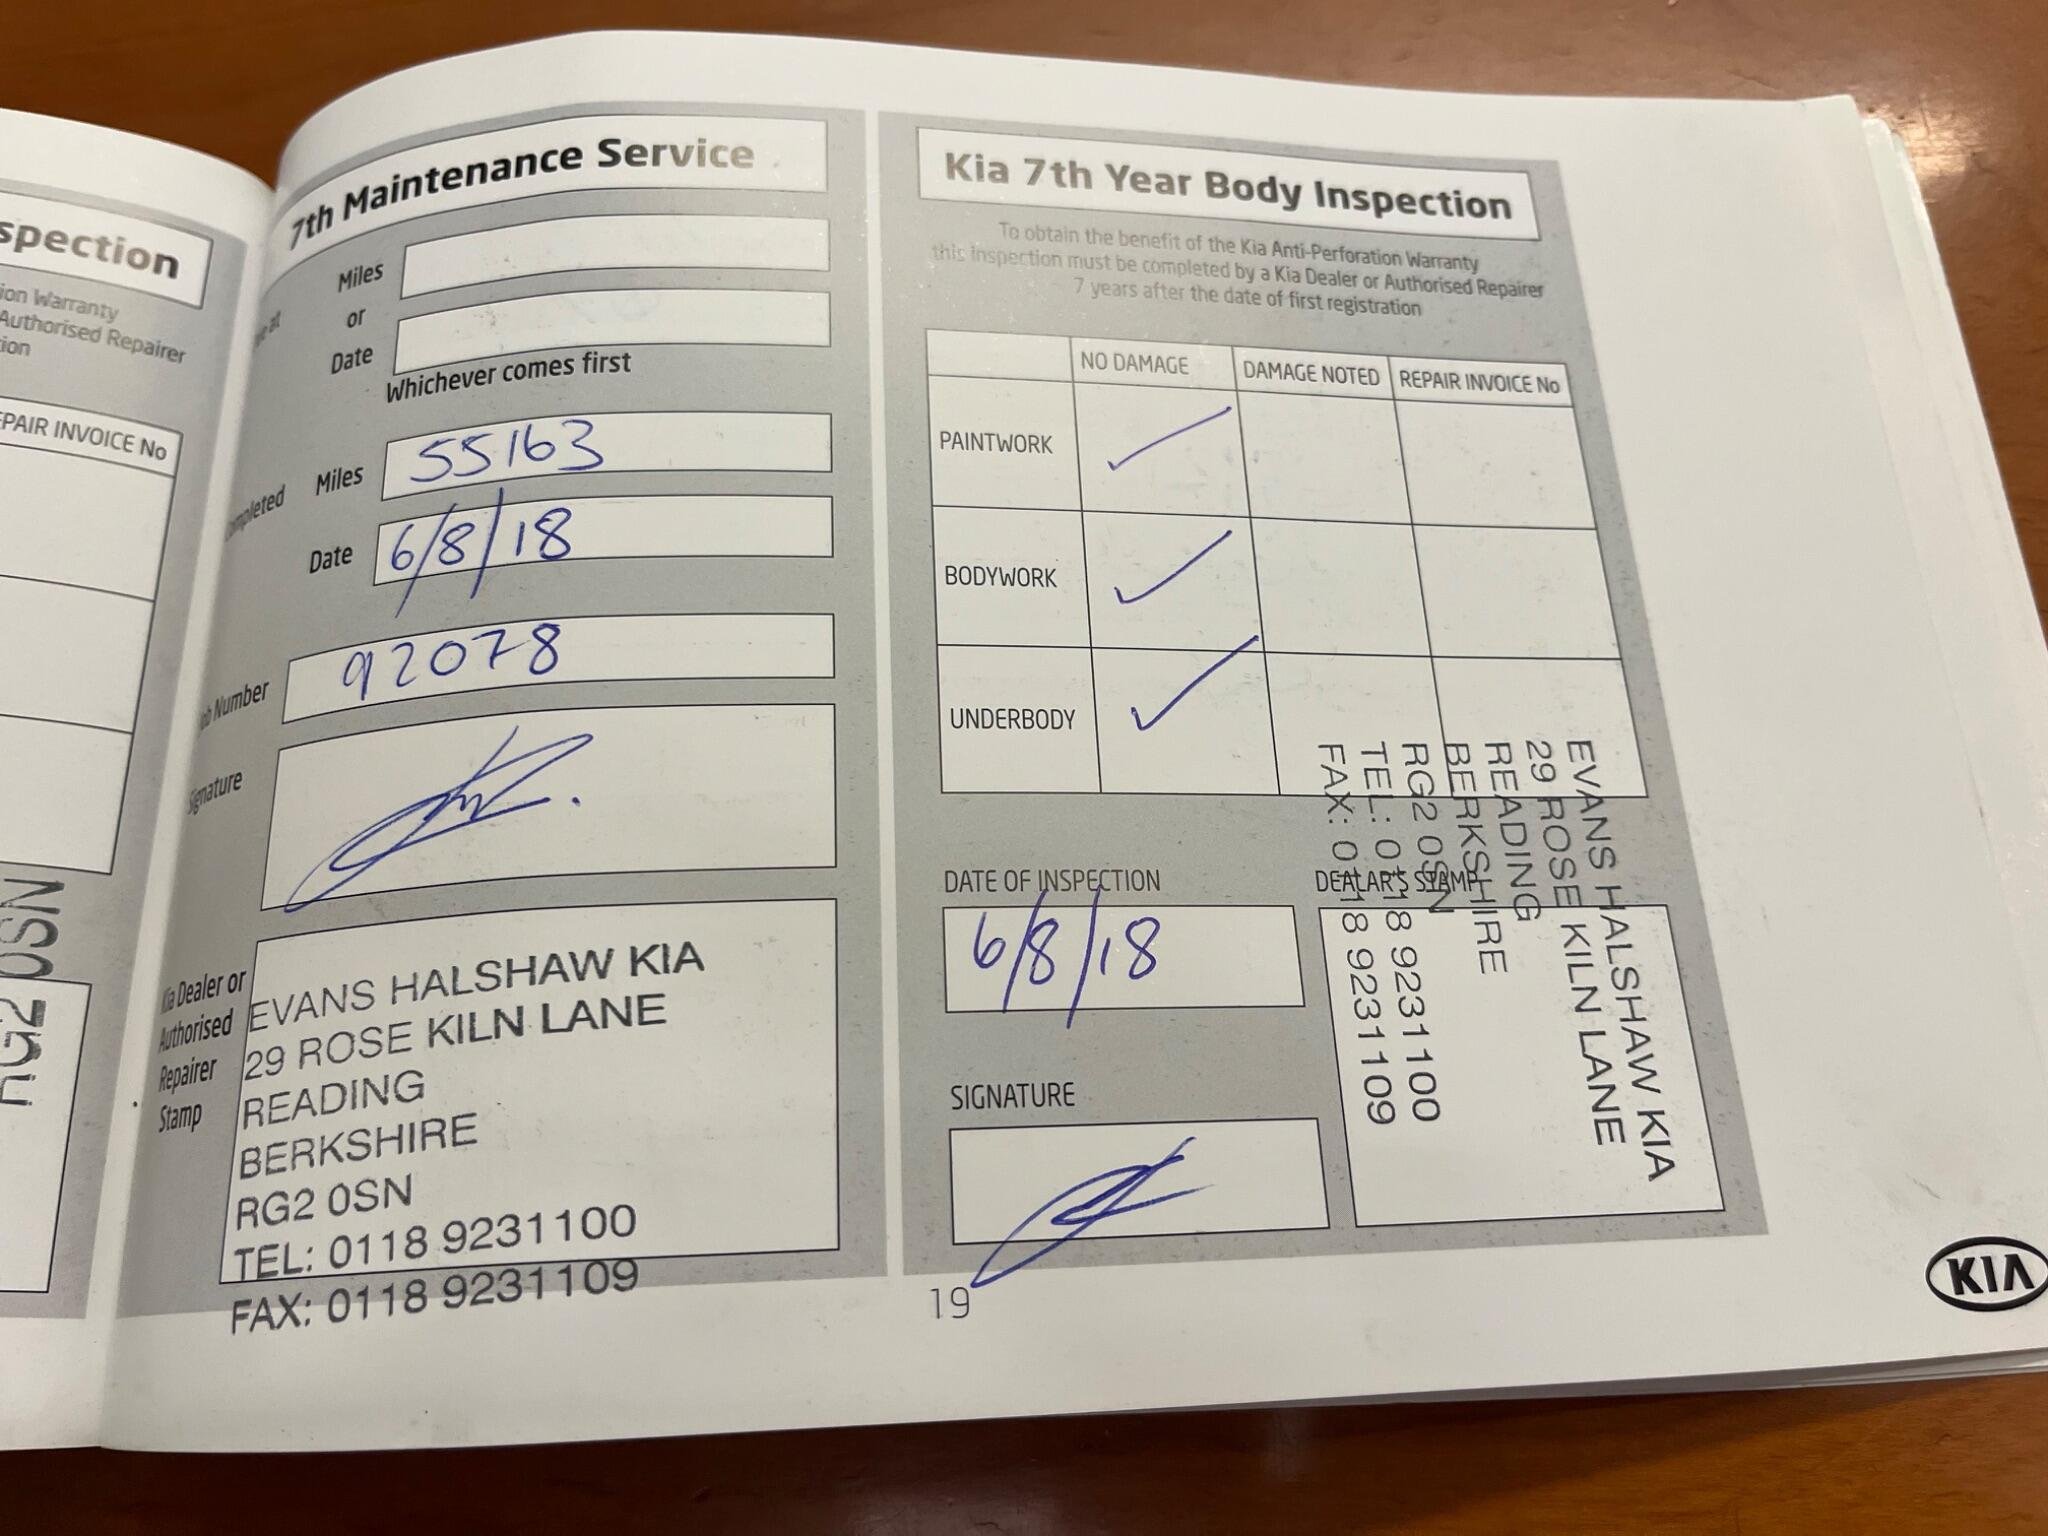 spection
ion Warranty
Authorised Repairer
ion
EPAIR INVOICE No
RG2 0SN
7th Maintenance Service
Miles
or
Date
Whichever comes first
Completed
Miles 55163
Date 6/8/18
Job Number 92078
Signature
Kia Dealer or
Authorised
Repairer
Stamp
EVANS HALSHAW KIA
29 ROSE KILN LANE
READING
BERKSHIRE
RG2 0SN
TEL: 0118 9231100
FAX: 0118 9231109
Kia 7th Year Body Inspection
To obtain the benefit of the Kia Anti-Perforation Warranty
this inspection must be completed by a Kia Dealer or Authorised Repairer
7 years after the date of first registration
NO DAMAGE DAMAGE NOTED REPAIR INVOICE No
PAINTWORK
BODYWORK
UNDERBODY
DATE OF INSPECTION
6/8/18
DEALAR'S STAMP
EVANS HALSHAW KIA
29 ROSE KILN LANE
READING
BERKSHIRE
RG2 0SN
TEL: 0118 9231100
FAX: 0118 9231109
SIGNATURE
19
KIA